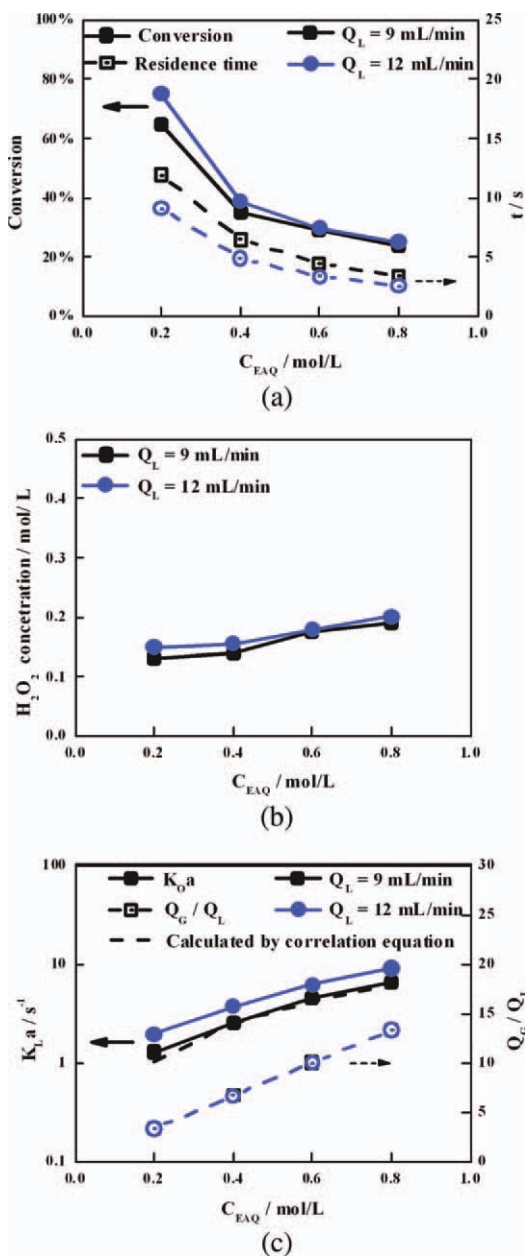 100% 25
Conversion Q_L = 9 mL/min
80% Residence time Q_L = 12 mL/min 20
60% 15
Conversion
t / s
40% 10
20% 5
0% 0
0.0 0.2 0.4 0.6 0.8 1.0
C_EAQ / mol/L
(a)
0.5
Q_L = 9 mL/min
0.4 Q_L = 12 mL/min
0.3
H_2O_2 concetration / mol/ L
0.2
0.1
0.0
0.0 0.2 0.4 0.6 0.8 1.0
C_EAQ / mol/L
(b)
100 30
K_Oa Q_L = 9 mL/min
Q_G / Q_L Q_L = 12 mL/min 25
Calculated by correlation equation
10 20
K_La / s^-1
15
Q_G / Q_L
1 10
5
0.1 0
0.0 0.2 0.4 0.6 0.8 1.0
C_EAQ / mol/L
(c)